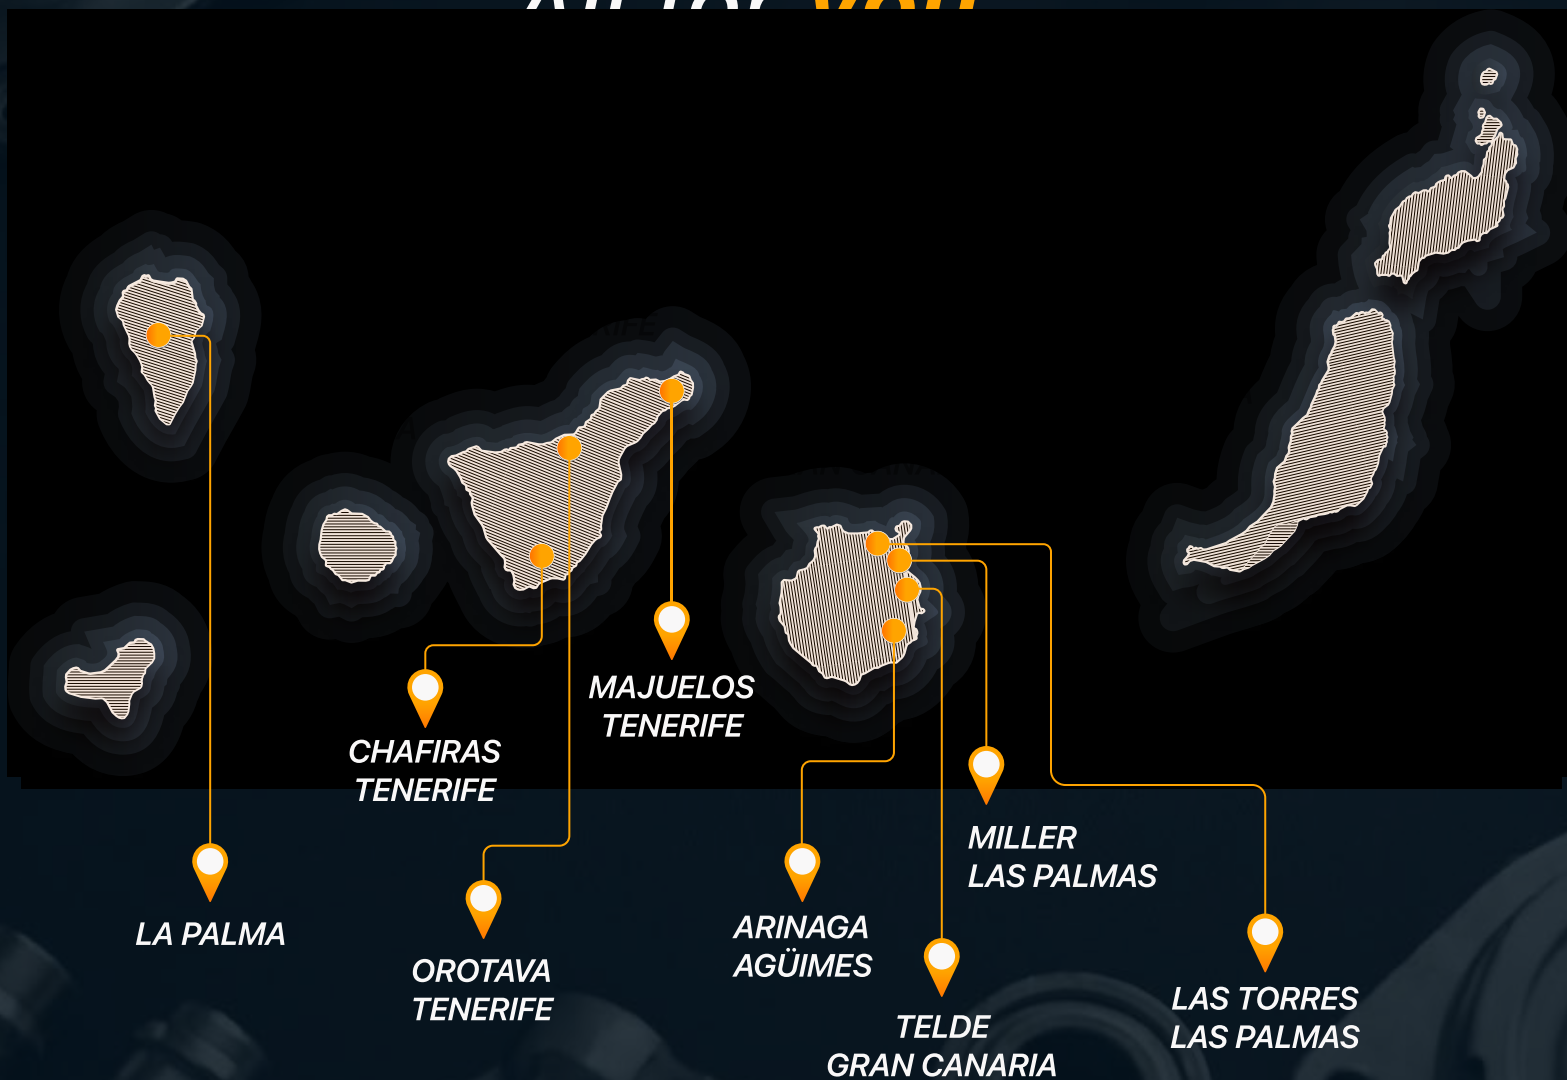 MAJUELOS
TENERIFE
CHAFIRAS
TENERIFE
MILLER
LAS PALMAS
LA PALMA
ARINAGA
AGÜIMES
OROTAVA
TENERIFE
LAS TORRES
LAS PALMAS
TELDE
GRAN CANARIA